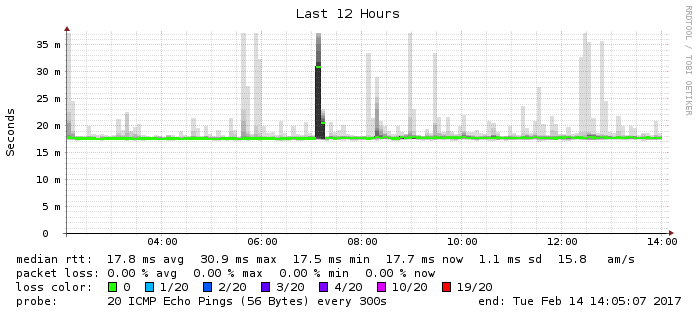 Last 12 Hours
RRDTOOL / TOBI OETIKER
Seconds
35 m
30 m
25 m
20 m
15 m
10 m
5 m
0
04:00 06:00 08:00 10:00 12:00 14:00
median rtt: 17.8 ms avg 30.9 ms max 17.5 ms min 17.7 ms now 1.1 ms sd 15.8 am/s
packet loss: 0.00 % avg 0.00 % max 0.00 % min 0.00 % now
loss color: 0 1/20 2/20 3/20 4/20 10/20 19/20
probe: 20 ICMP Echo Pings (56 Bytes) every 300s end: Tue Feb 14 14:05:07 2017